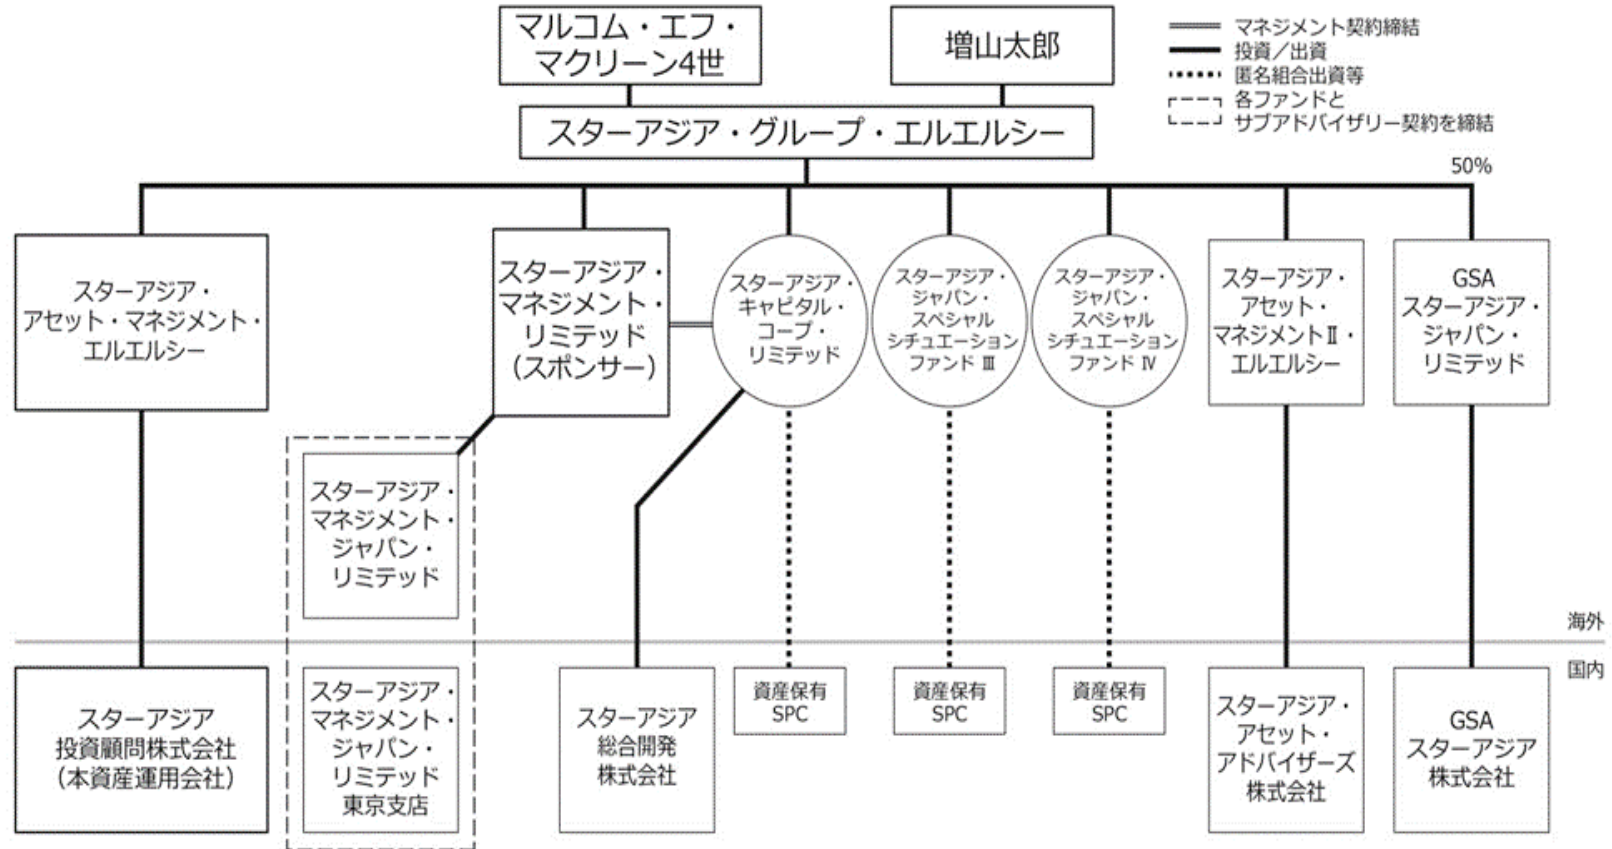 マルコム・エフ・
マクリーン4世
増山太郎
マネジメント契約締結
投資／出資
匿名組合出資等
各ファンドと
サブアドバイザリー契約を締結
スターアジア・グループ・エルエルシー
50%
スターアジア・
アセット・マネジメント・
エルエルシー
スターアジア・
マネジメント・
リミテッド
（スポンサー）
スターアジア・
キャピタル・
コープ・
リミテッド
スターアジア・
ジャパン・
スペシャル
シチュエーション
ファンド Ⅲ
スターアジア・
ジャパン・
スペシャル
シチュエーション
ファンド Ⅳ
スターアジア・
アセット・
マネジメントⅡ・
エルエルシー
GSA
スターアジア・
ジャパン・
リミテッド
スターアジア・
マネジメント・
ジャパン・
リミテッド
海外
国内
スターアジア
投資顧問株式会社
（本資産運用会社）
スターアジア・
マネジメント・
ジャパン・
リミテッド
東京支店
スターアジア
総合開発
株式会社
資産保有
SPC
資産保有
SPC
資産保有
SPC
スターアジア・
アセット・
アドバイザーズ
株式会社
GSA
スターアジア
株式会社